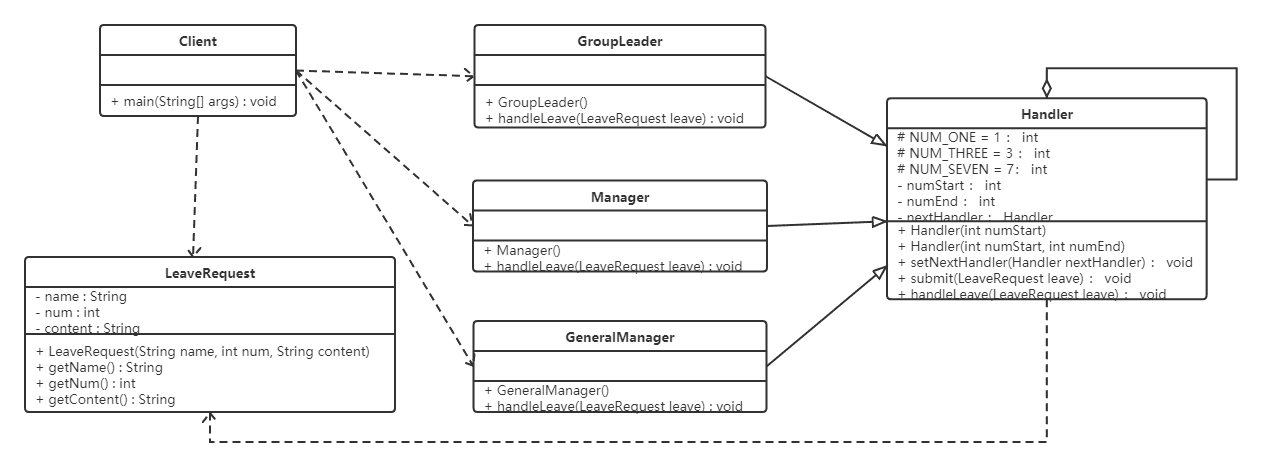 Client
+ main(String[] args) : void
GroupLeader
+ GroupLeader()
+ handleLeave(LeaveRequest leave) : void
Handler
# NUM_ONE = 1 : int
# NUM_THREE = 3 : int
# NUM_SEVEN = 7: int
- numStart : int
- numEnd : int
- nextHandler : Handler
+ Handler(int numStart)
+ Handler(int numStart, int numEnd)
+ setNextHandler(Handler nextHandler) : void
+ submit(LeaveRequest leave) : void
+ handleLeave(LeaveRequest leave) : void
Manager
+ Manager()
+ handleLeave(LeaveRequest leave) : void
LeaveRequest
- name : String
- num : int
- content : String
+ LeaveRequest(String name, int num, String content)
+ getName() : String
+ getNum() : int
+ getContent() : String
GeneralManager
+ GeneralManager()
+ handleLeave(LeaveRequest leave) : void